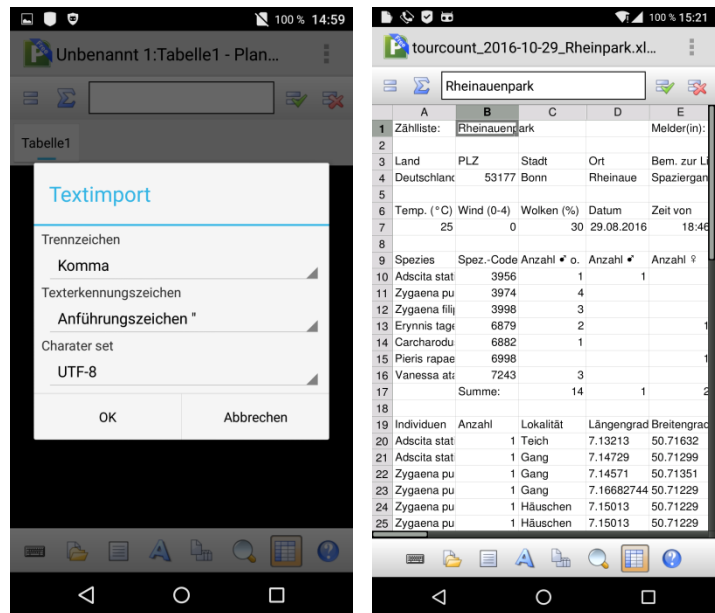 100 % 14:59
Unbenannt 1:Tabelle1 - Plan...
Tabelle1
Textimport
Trennzeichen
Komma
Texterkennungszeichen
Anführungszeichen "
Charater set
UTF-8
OK Abbrechen
100 % 15:21
tourcount_2016-10-29_Rheinpark.xl...
Rheinauenpark
A B C D E
1 Zählliste: Rheinauenpark Melder(in):
2
3 Land PLZ Stadt Ort Bem. zur Li
4 Deutschland 53177 Bonn Rheinaue Spaziergan
5
6 Temp. (°C) Wind (0-4) Wolken (%) Datum Zeit von
7 25 0 30 29.08.2016 18:46
8
9 Spezies Spez.-Code Anzahl ♂ o. Anzahl ♂ Anzahl ♀
10 Adscita stat 3956 1 1
11 Zygaena pu 3974 4
12 Zygaena fili 3998 3
13 Erynnis tage 6879 2 1
14 Carcharodu 6882 1
15 Pieris rapae 6998 1
16 Vanessa ata 7243 3
17 Summe: 14 1 2
18
19 Individuen Anzahl Lokalität Längengrad Breitengrad
20 Adscita stat 1 Teich 7.13213 50.71632
21 Adscita stat 1 Gang 7.14729 50.71299
22 Zygaena pu 1 Gang 7.14571 50.71351
23 Zygaena pu 1 Gang 7.16682744 50.71229
24 Zygaena pu 1 Häuschen 7.15013 50.71229
25 Zygaena pu 1 Häuschen 7.15013 50.71229